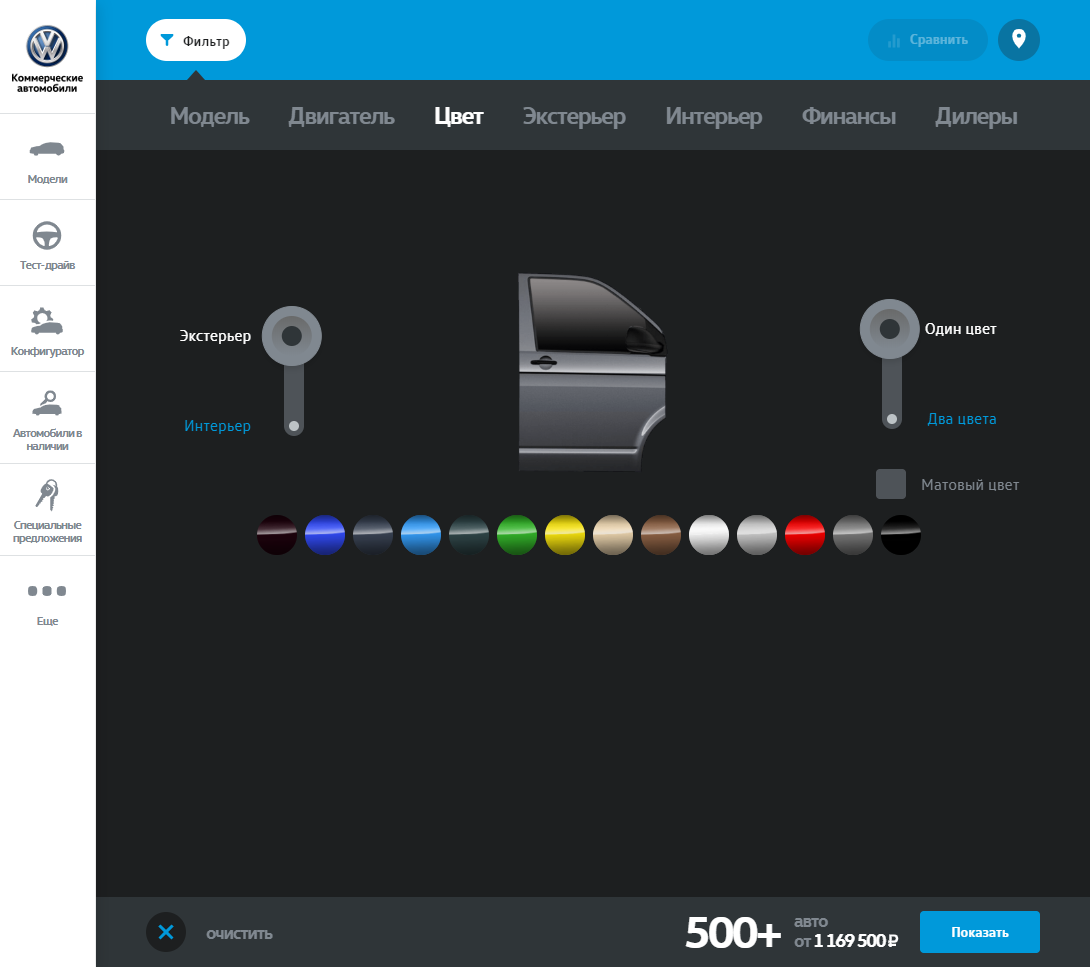 Коммерческие
автомобили
Модели
Тест-драйв
Конфигуратор
Автомобили в
наличии
Специальные
предложения
Еще
Фильтр
Сравнить
Модель Двигатель Цвет Экстерьер Интерьер Финансы Дилеры
Экстерьер
Интерьер
Один цвет
Два цвета
Матовый цвет
очистить
500+
авто
от 1 169 500 ₽
Показать